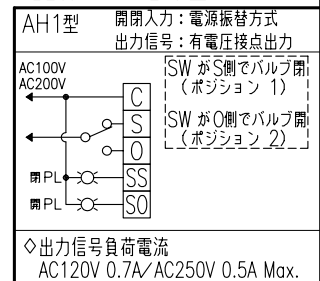 AH1型
開閉入力：電源振替方式
出力信号：有電圧接点出力
AC100V
AC200V
SW がS側でバルブ閉
(ポジション 1)
SW がO側でバルブ開
(ポジション 2)
C
S
O
閉PL
SS
開PL
SO
◇出力信号負荷電流
AC120V 0.7A/AC250V 0.5A Max.